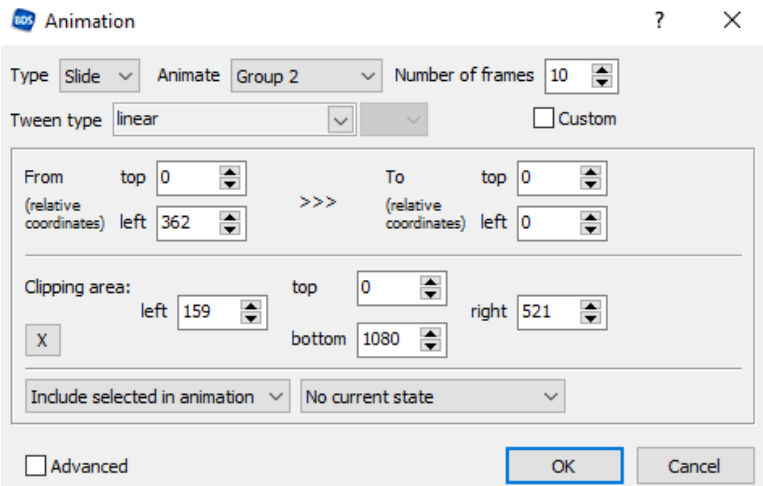 BDS Animation ?
Type Slide Animate Group 2 Number of frames 10
Tween type linear Custom
From top 0 To top 0
(relative coordinates) left 362 >>> (relative coordinates) left 0
Clipping area: top 0
left 159 right 521
X bottom 1080
Include selected in animation No current state
Advanced OK Cancel